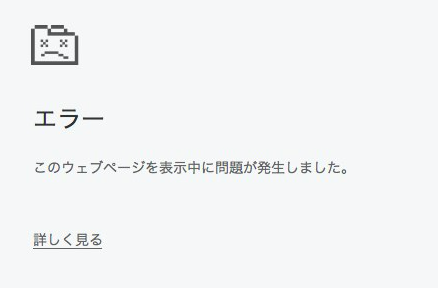 エラー
このウェブページを表示中に問題が発生しました。
詳しく見る